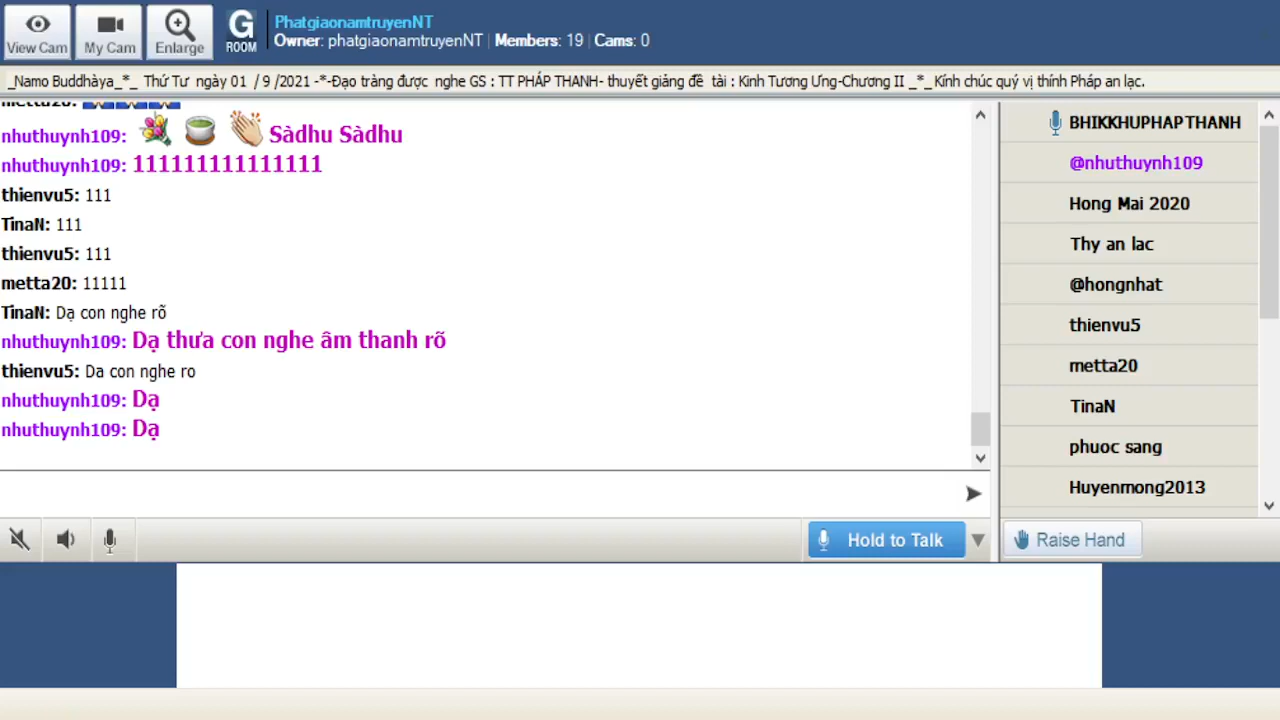 View Cam
My Cam
Enlarge
G
ROOM
PhatgiaonamtruyenNT
Owner: phatgiaonamtruyenNT | Members: 19 | Cams: 0
_Namo Buddhàya_*_ Thứ Tư ngày 01 / 9 /2021 -*-Đạo tràng được nghe GS : TT PHÁP THANH- thuyết giảng đề tài : Kinh Tương Ưng-Chương II _*_Kính chúc quý vị thính Pháp an lạc.
metta20:
nhuthuynh109: Sàdhu Sàdhu
nhuthuynh109: 111111111111111
thienvu5: 111
TinaN: 111
thienvu5: 111
metta20: 11111
TinaN: Dạ con nghe rõ
nhuthuynh109: Dạ thưa con nghe âm thanh rõ
thienvu5: Da con nghe ro
nhuthuynh109: Dạ
nhuthuynh109: Dạ
BHIKKHUPHAPTHANH
@nhuthuynh109
Hong Mai 2020
Thy an lac
@hongnhat
thienvu5
metta20
TinaN
phuoc sang
Huyenmong2013
Hold to Talk
Raise Hand